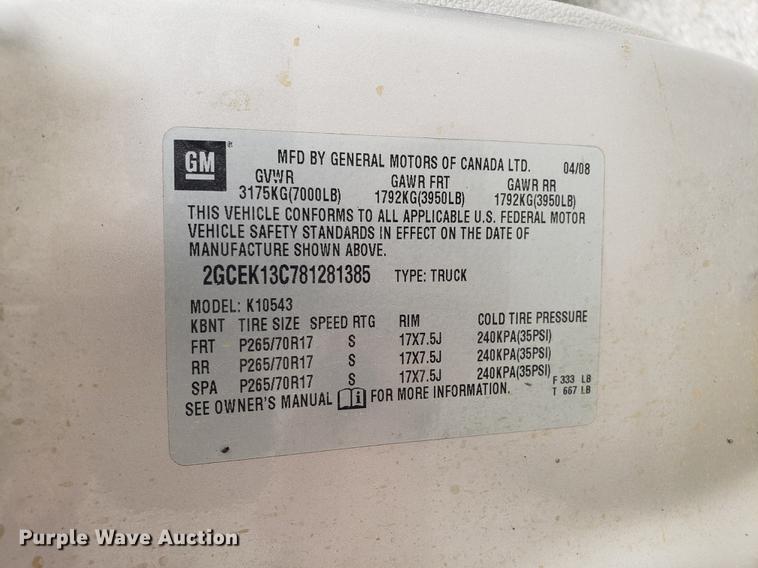 GM ®
MFD BY GENERAL MOTORS OF CANADA LTD. 04/08
GVWR GAWR FRT GAWR RR
3175KG(7000LB) 1792KG(3950LB) 1792KG(3950LB)
THIS VEHICLE CONFORMS TO ALL APPLICABLE U.S. FEDERAL MOTOR
VEHICLE SAFETY STANDARDS IN EFFECT ON THE DATE OF
MANUFACTURE SHOWN ABOVE.
2GCEK13C781281385 TYPE: TRUCK
MODEL: K10543
KBNT TIRE SIZE SPEED RTG RIM COLD TIRE PRESSURE
FRT P265/70R17 S 17X7.5J 240KPA(35PSI)
RR P265/70R17 S 17X7.5J 240KPA(35PSI)
SPA P265/70R17 S 17X7.5J 240KPA(35PSI)
F 333 LB
SEE OWNER'S MANUAL i FOR MORE INFORMATION. T 667 LB
Purple Wave Auction